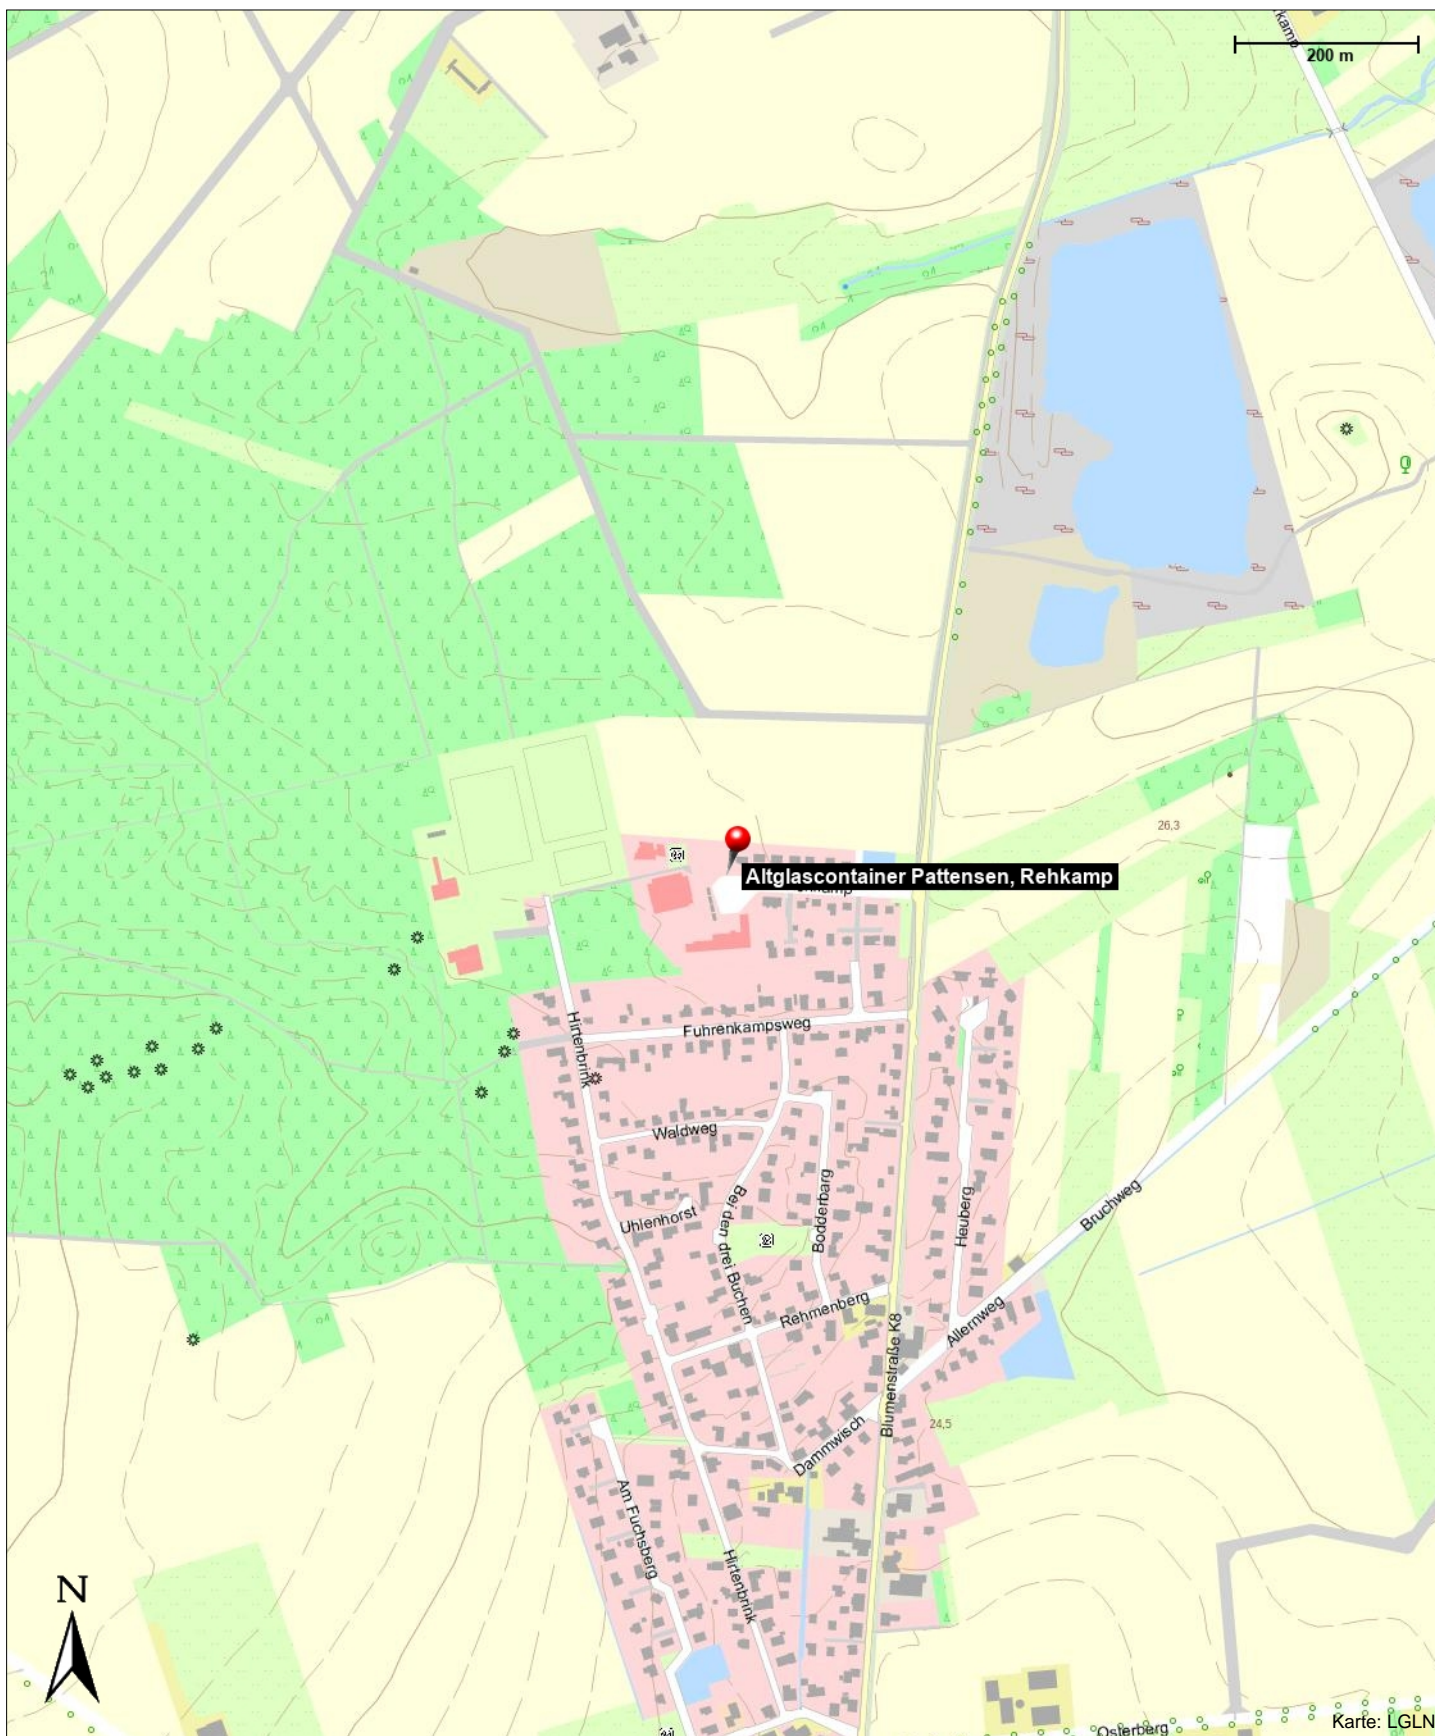 200 m
Altglascontainer Pattensen, Rehkamp
26,3
Fuhrenkampsweg
Hirtenbrink
Waldweg
Bei den drei Buchen
Bodderbarg
Uhlenhorst
Heuberg
Bruchweg
Rehmenberg
Allernweg
Blumenstraße K8
24,5
Dammwisch
Am Fuchsberg
Hirtenbrink
N
Osterberg
Karte: LGLN